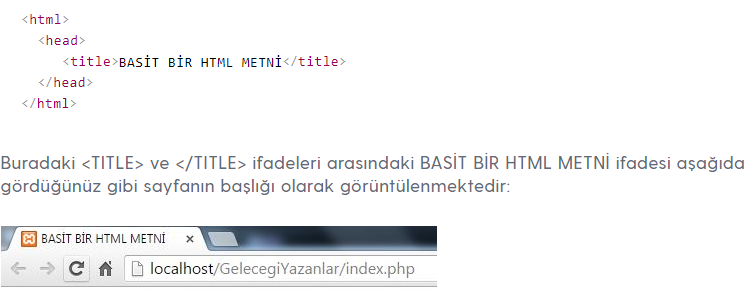 <html>
<head>
<title>BASİT BİR HTML METNİ</title>
</head>
</html>
Buradaki <TITLE> ve </TITLE> ifadeleri arasındaki BASİT BİR HTML METNİ ifadesi aşağıda
gördüğünüz gibi sayfanın başlığı olarak görüntülenmektedir:
BASİT BİR HTML METNİ
localhost/GelecegiYazanlar/index.php